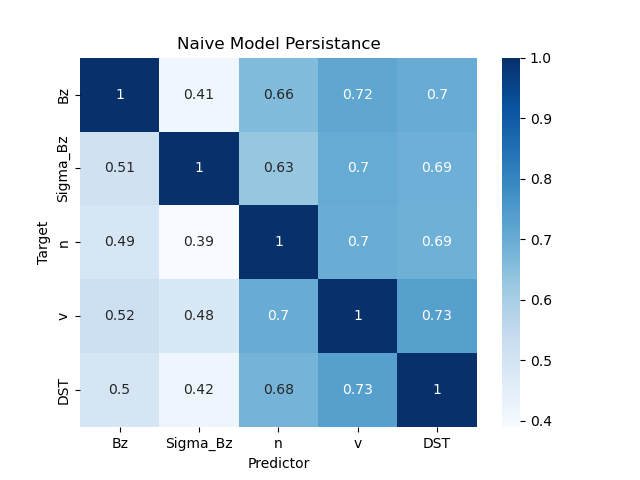 Naive Model Persistance
Target
Bz 1 0.41 0.66 0.72 0.7
Sigma_Bz 0.51 1 0.63 0.7 0.69
n 0.49 0.39 1 0.7 0.69
v 0.52 0.48 0.7 1 0.73
DST 0.5 0.42 0.68 0.73 1
Bz Sigma_Bz n v DST
Predictor
1.0
0.9
0.8
0.7
0.6
0.5
0.4